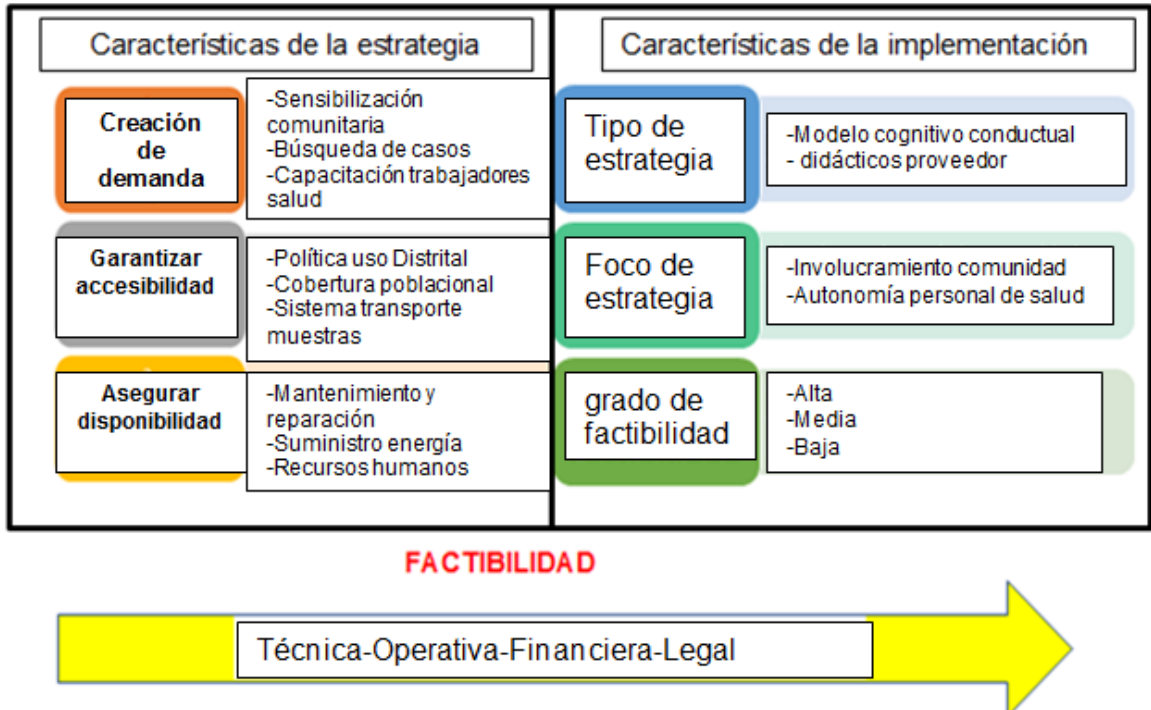 Características de la estrategia
Creación
de
demanda
-Sensibilización
comunitaria
-Búsqueda de casos
-Capacitación trabajadores
salud
Garantizar
accesibilidad
-Política uso Distrital
-Cobertura poblacional
-Sistema transporte
muestras
Asegurar
disponibilidad
-Mantenimiento y
reparación
-Suministro energía
-Recursos humanos
Características de la implementación
Tipo de
estrategia
-Modelo cognitivo conductual
- didácticos proveedor
Foco de
estrategia
-Involucramiento comunidad
-Autonomía personal de salud
grado de
factibilidad
-Alta
-Media
-Baja
FACTIBILIDAD
Técnica-Operativa-Financiera-Legal